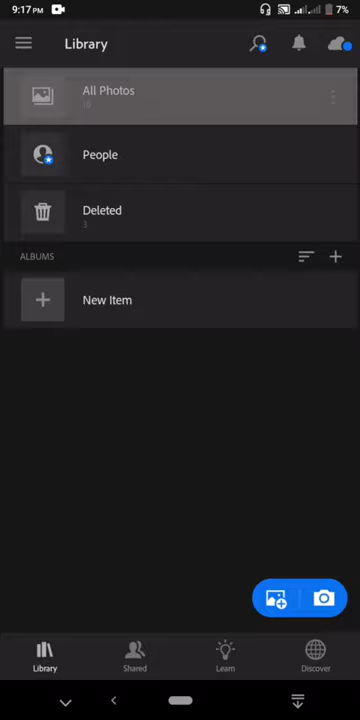 9:17 PM 7%
Library
All Photos
10
People
Deleted
3
ALBUMS
New Item
Library Shared Learn Discover